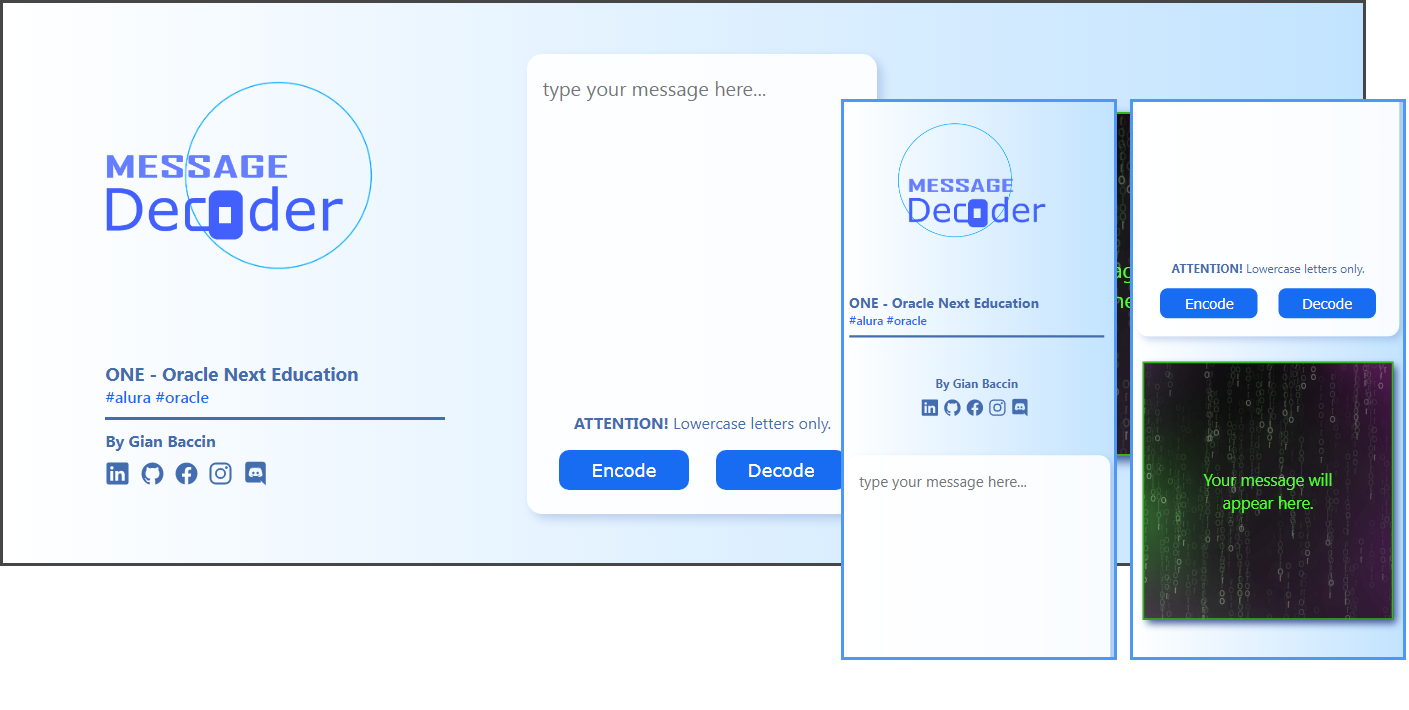 MESSAGE
Decoder
ONE - Oracle Next Education
#alura #oracle
By Gian Baccin
type your message here...
ATTENTION! Lowercase letters only.
Encode Decode
MESSAGE
Decoder
ONE - Oracle Next Education
#alura #oracle
By Gian Baccin
type your message here...
ATTENTION! Lowercase letters only.
Encode Decode
Your message will
appear here.